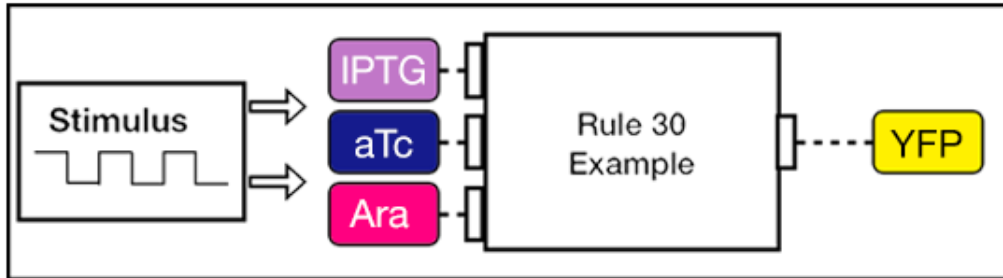 Stimulus
IPTG
aTc
Ara
Rule 30
Example
YFP